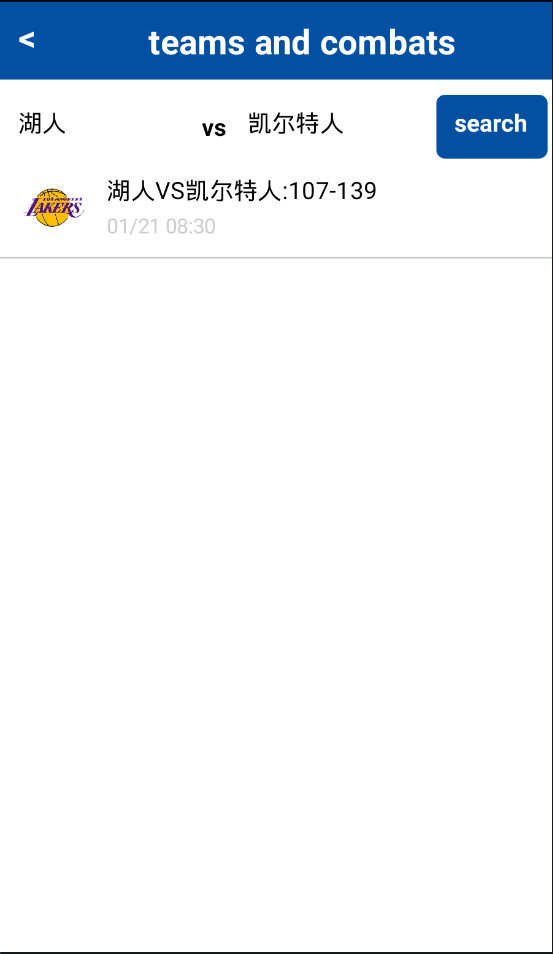 < teams and combats
湖人 vs 凯尔特人 search
LOS ANGELES
LAKERS
湖人VS凯尔特人:107-139
01/21 08:30